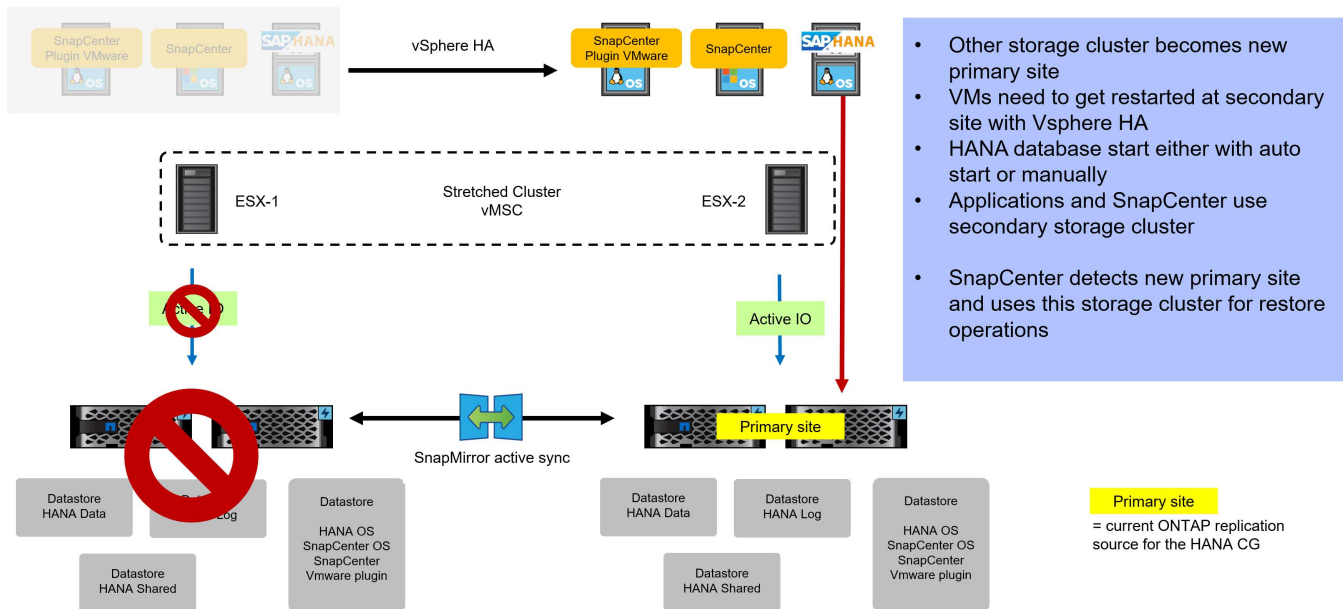 SnapCenter
Plugin VMware
SnapCenter
SAP HANA
OS
OS
OS
vSphere HA
SnapCenter
Plugin VMware
SnapCenter
SAP HANA
OS
OS
OS
• Other storage cluster becomes new
primary site
• VMs need to get restarted at secondary
site with Vsphere HA
• HANA database start either with auto
start or manually
• Applications and SnapCenter use
secondary storage cluster
• SnapCenter detects new primary site
and uses this storage cluster for restore
operations
ESX-1
Stretched Cluster
vMSC
ESX-2
Active IO
Active IO
Primary site
SnapMirror active sync
Datastore
HANA Data
Log
Datastore
HANA OS
SnapCenter OS
SnapCenter
Vmware plugin
Datastore
HANA Shared
Datastore
HANA Data
Datastore
HANA Log
Datastore
HANA OS
SnapCenter OS
SnapCenter
Vmware plugin
Datastore
HANA Shared
Primary site
= current ONTAP replication
source for the HANA CG